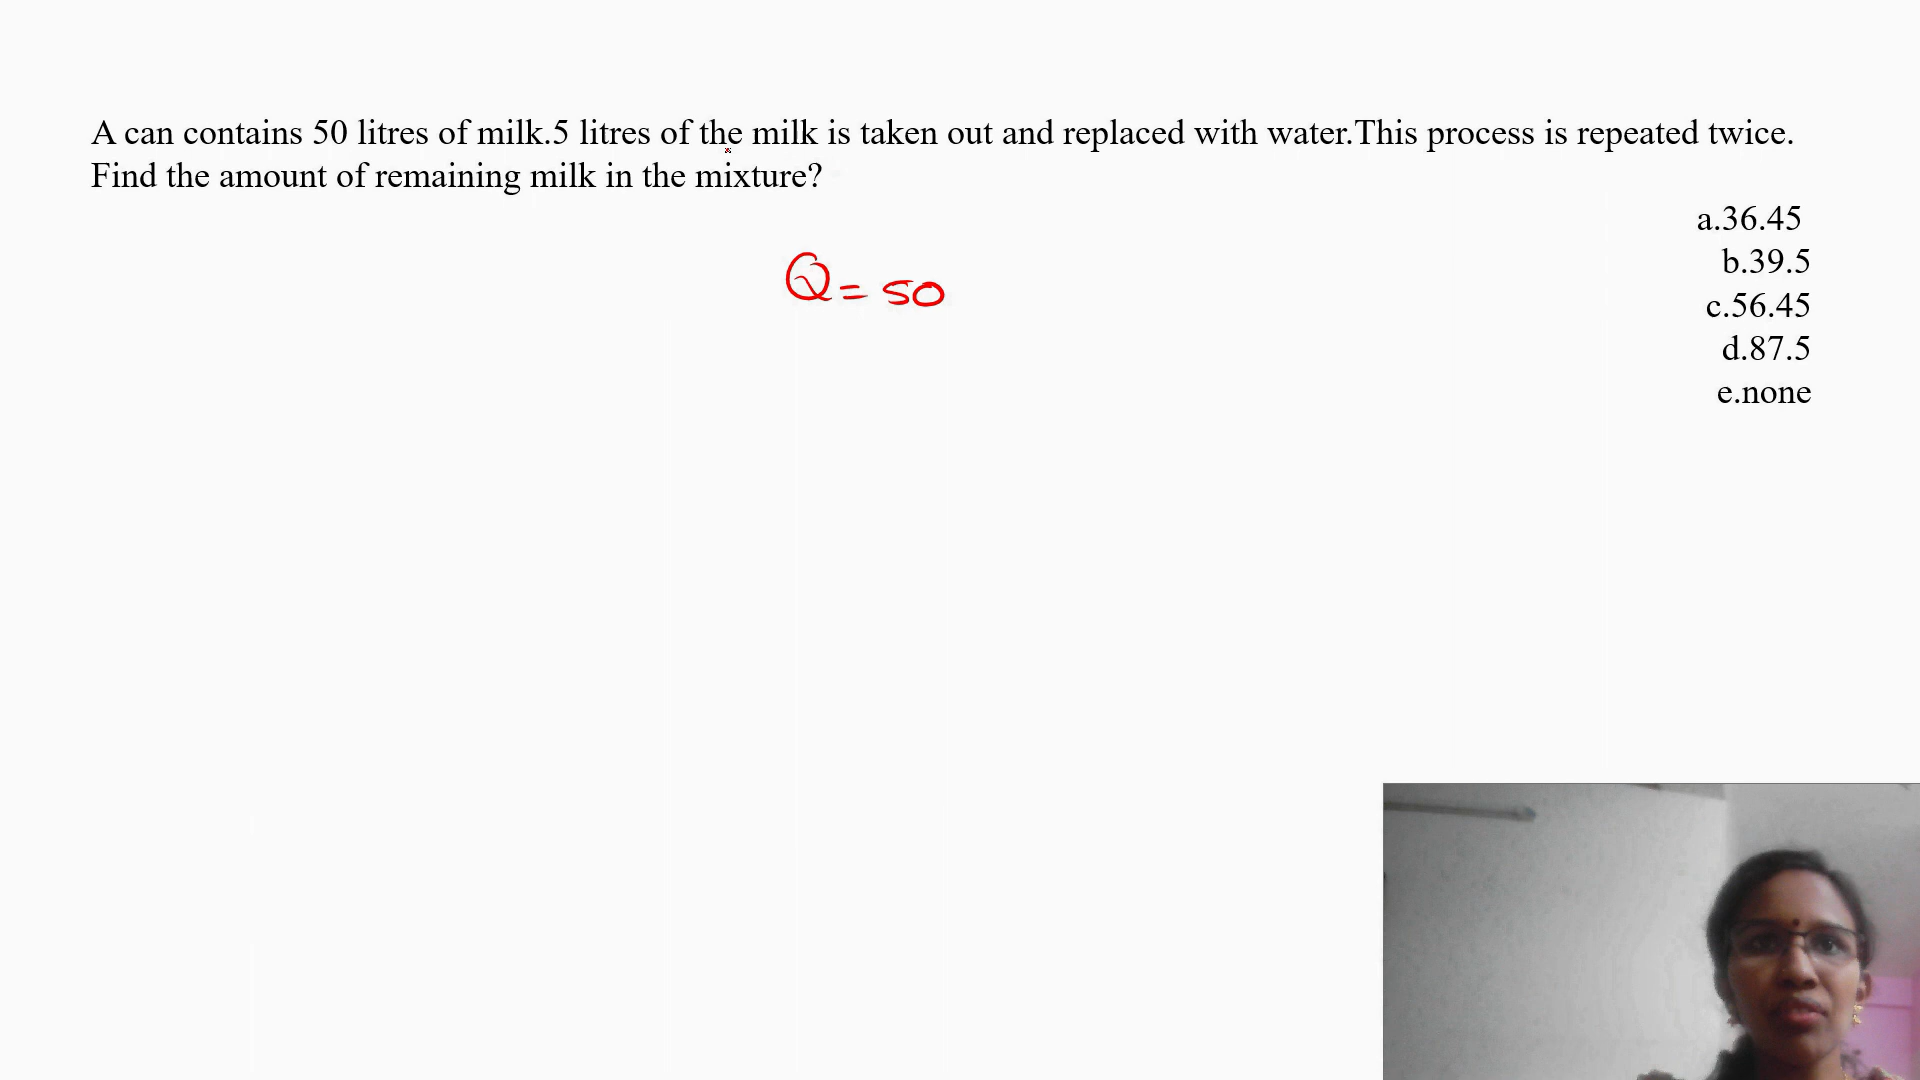 A can contains 50 litres of milk.5 litres of the milk is taken out and replaced with water.This process is repeated twice.
Find the amount of remaining milk in the mixture?
a.36.45
b.39.5
c.56.45
d.87.5
e.none
Q = 50